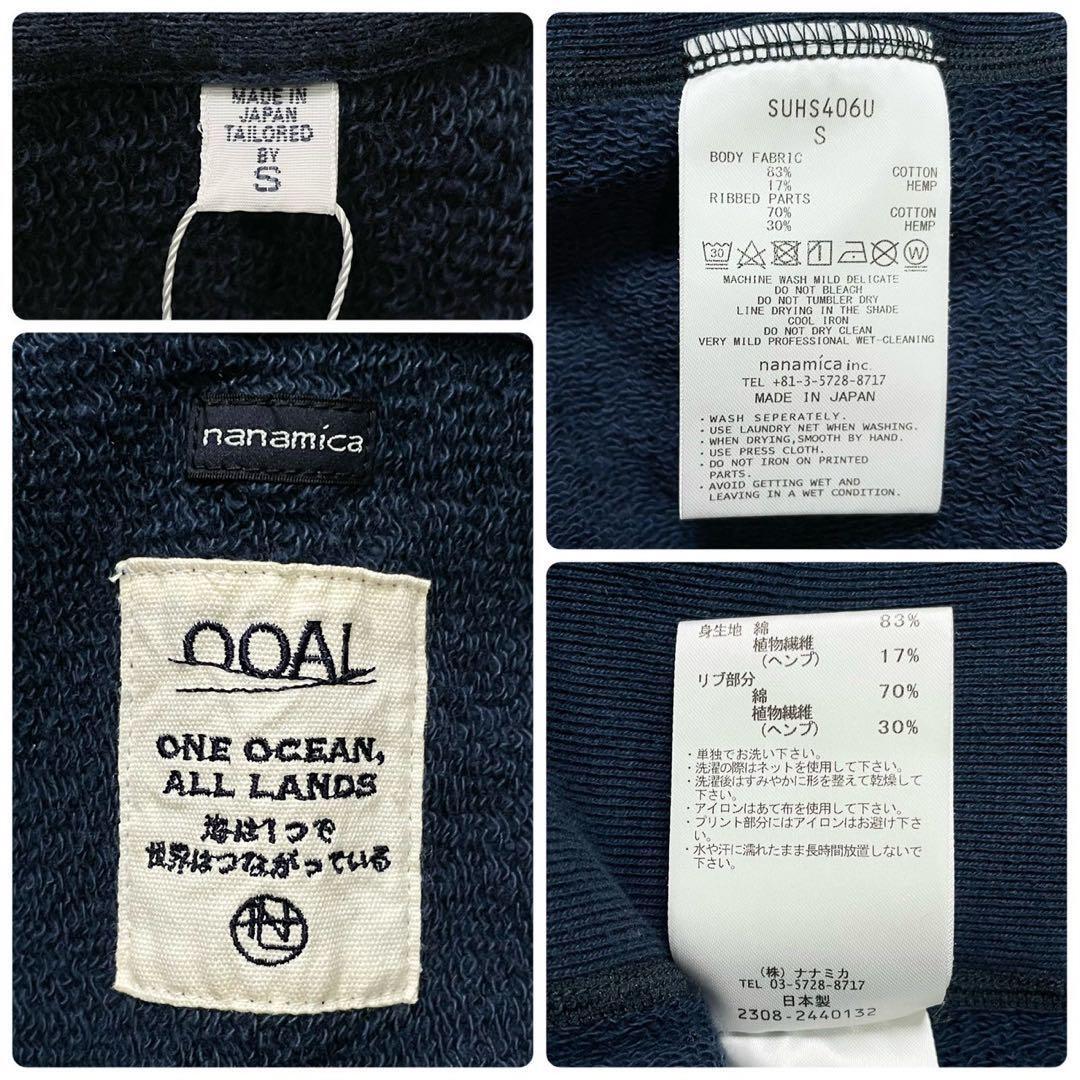 MADE IN
JAPAN
TAILORED
BY
S
nanamica
OOAL
ONE OCEAN,
ALL LANDS
海は1つで
世界はつながっている
SUHS406U
S
BODY FABRIC
83% COTTON
17% HEMP
RIBBED PARTS
70% COTTON
30% HEMP
30
W
MACHINE WASH MILD DELICATE
DO NOT BLEACH
DO NOT TUMBLER DRY
LINE DRYING IN THE SHADE
COOL IRON
DO NOT DRY CLEAN
VERY MILD PROFESSIONAL WET-CLEANING
nanamica inc.
TEL +81-3-5728-8717
MADE IN JAPAN
・WASH SEPERATELY.
・USE LAUNDRY NET WHEN WASHING.
・WHEN DRYING,SMOOTH BY HAND.
・USE PRESS CLOTH.
・DO NOT IRON ON PRINTED
PARTS.
・AVOID GETTING WET AND
LEAVING IN A WET CONDITION.
身生地 綿 83%
植物繊維
(ヘンプ) 17%
リブ部分
綿 70%
植物繊維
(ヘンプ) 30%
・単独でお洗い下さい。
・洗濯の際はネットを使用して下さい。
・洗濯後はすみやかに形を整えて乾燥して
下さい。
・アイロンはあて布を使用して下さい。
・プリント部分にはアイロンはお避け下さ
い。
・水や汗に濡れたまま長時間放置しないで
下さい。
(株) ナナミカ
TEL 03-5728-8717
日本製
2308-2440132